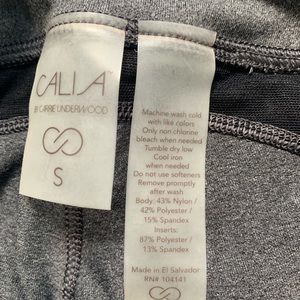 CALIA™
BY CARRIE UNDERWOOD
S
Machine wash cold
with like colors
Only non chlorine
bleach when needed
Tumble dry low
Cool iron
when needed
Do not use softeners
Remove promptly
after wash
Body: 43% Nylon /
42% Polyester /
15% Spandex
Inserts:
87% Polyester /
13% Spandex
Made in El Salvador
RN# 104141